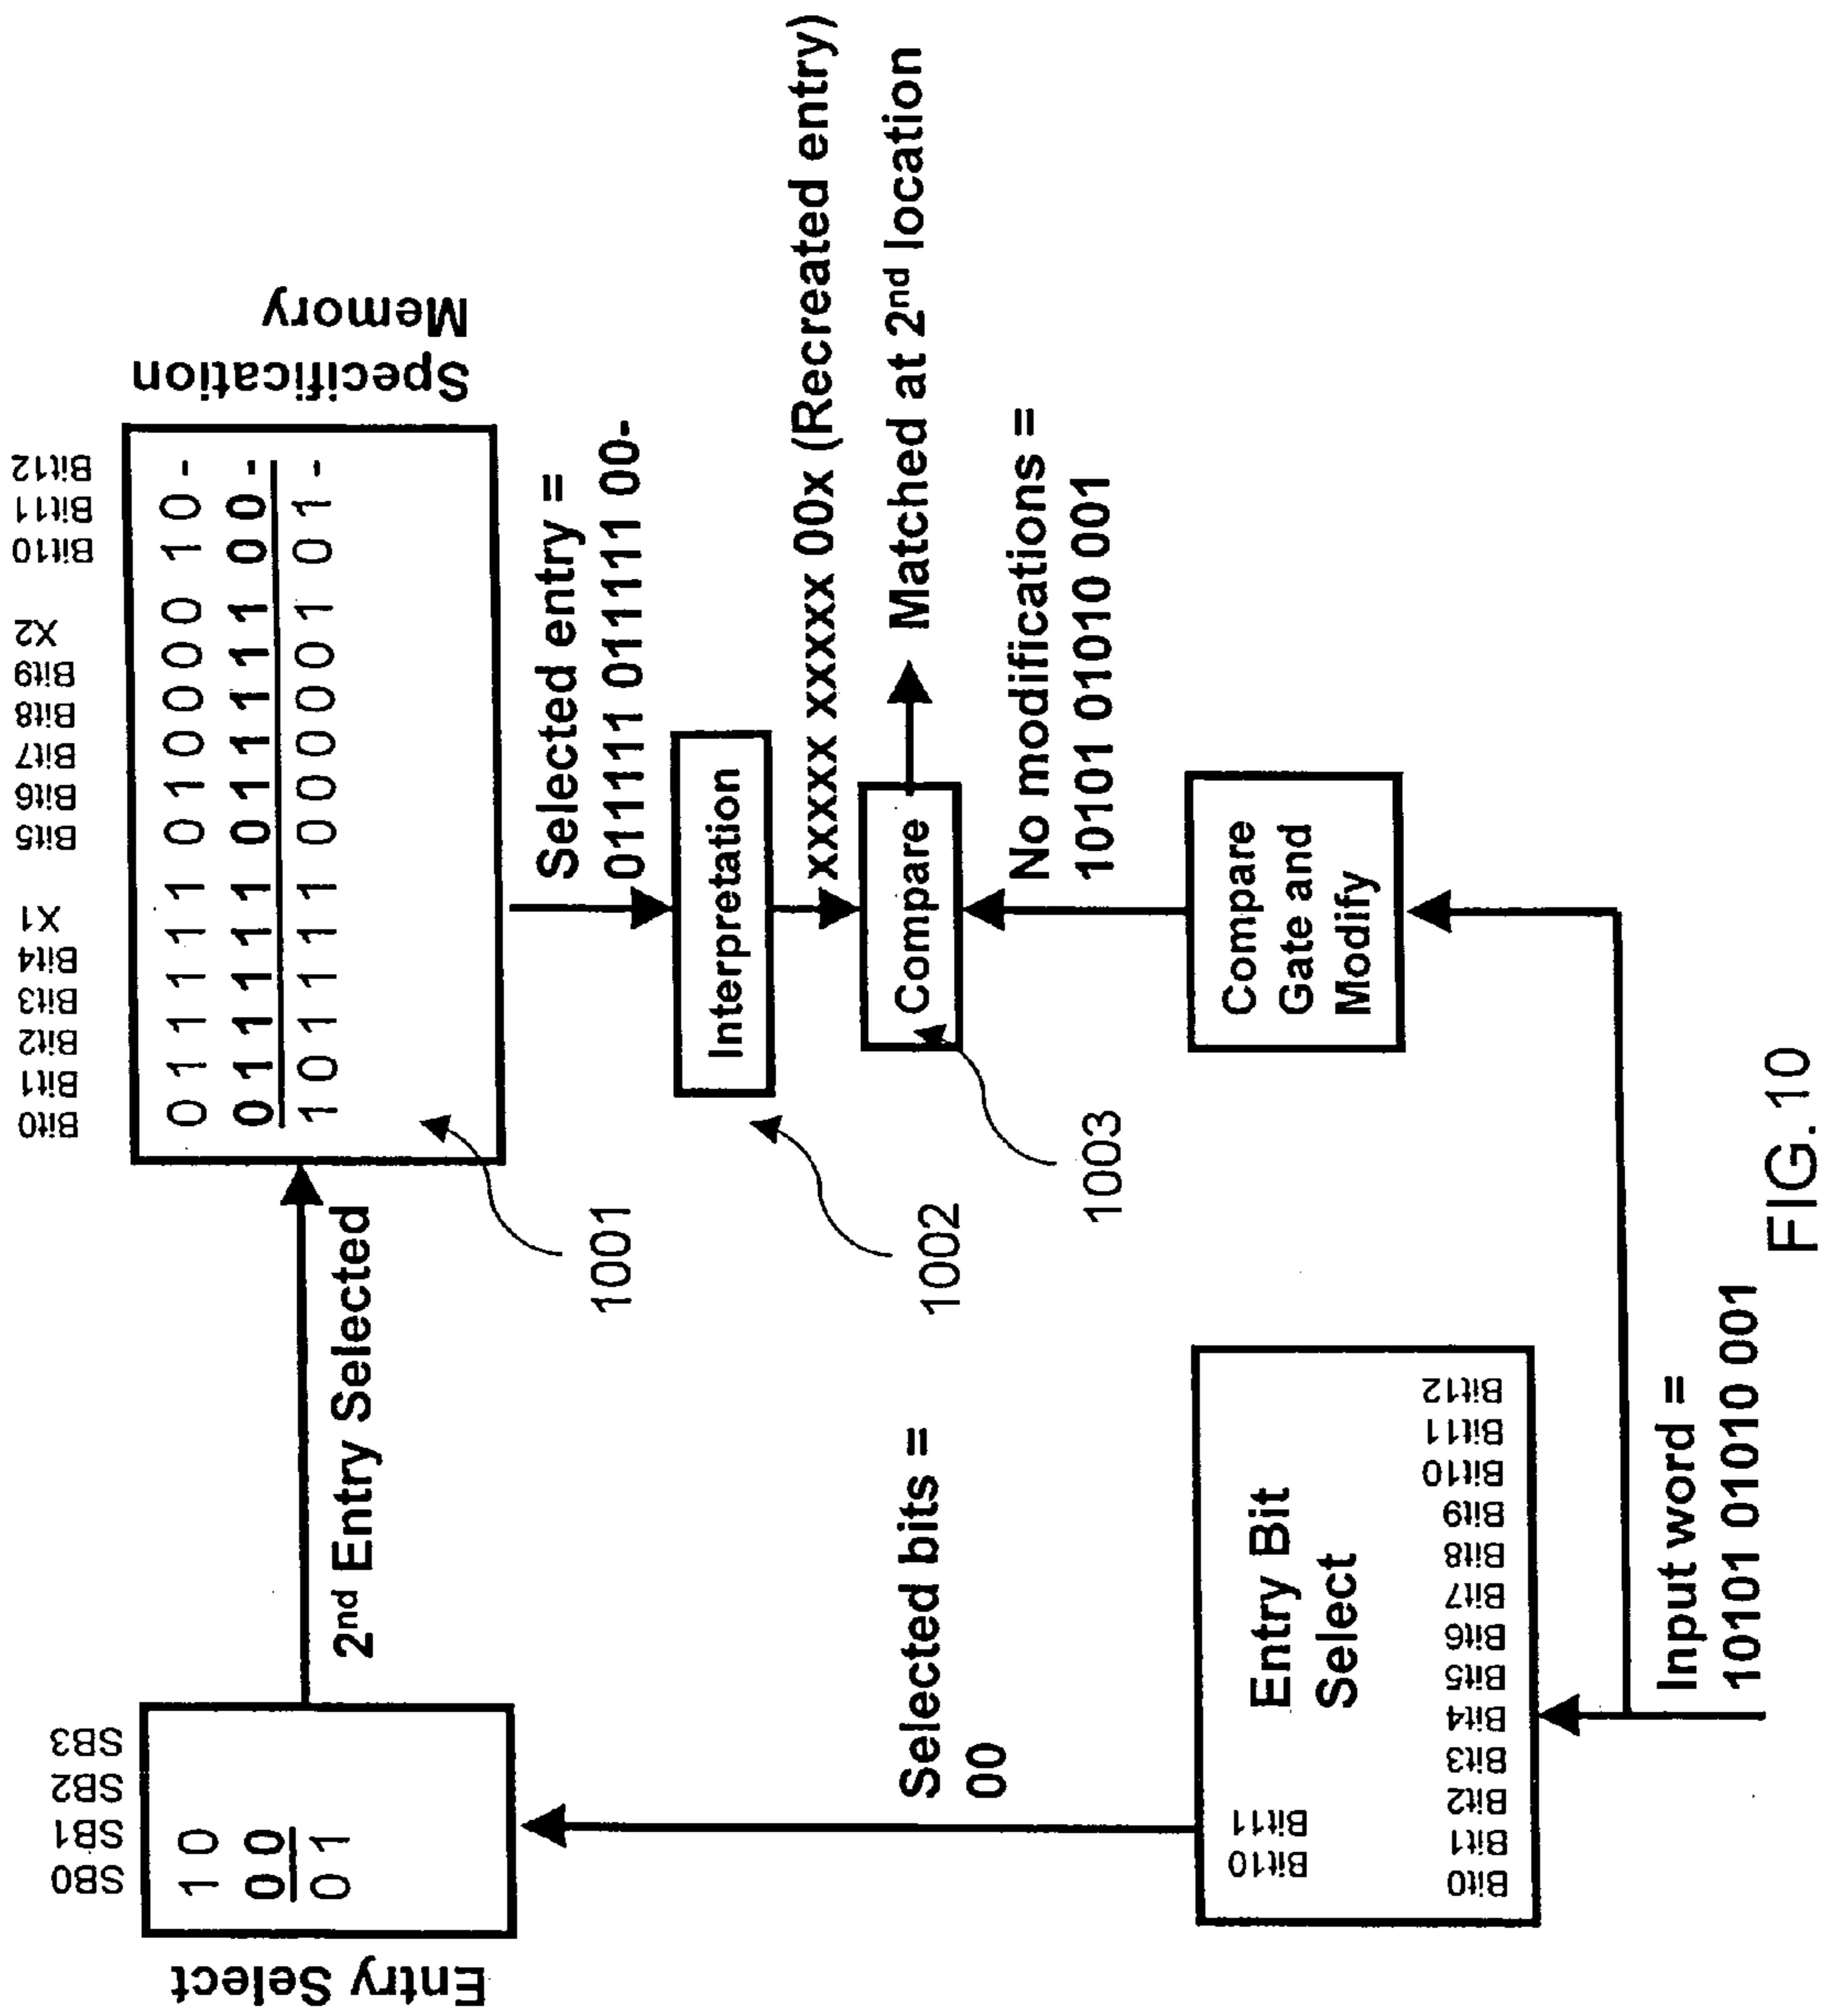 Entry Select
SB0 SB1 SB2 SB3
1 0
0 0
0 1
2nd Entry Selected
Bit0 Bit1 Bit2 Bit3 Bit4 X1 Bit5 Bit6 Bit7 Bit8 Bit9 X2 Bit10 Bit11 Bit12
0 1 1 1 1 1 0 1 0 0 0 0 1 0 -
0 1 1 1 1 1 0 1 1 1 1 1 0 0 -
1 0 1 1 1 1 0 0 0 0 0 1 0 1 -
Specification
Memory
1001
Selected entry =
011111 011111 00-
Interpretation
1002
xxxxx xxxxx 00x (Recreated entry)
Compare
1003
Matched at 2nd location
Selected bits =
00
No modifications =
10101 01010 001
Bit10 Bit11
Entry Bit
Select
Bit0 Bit1 Bit2 Bit3 Bit4 Bit5 Bit6 Bit7 Bit8 Bit9 Bit10 Bit11 Bit12
Compare
Gate and
Modify
Input word =
10101 01010 001
FIG. 10